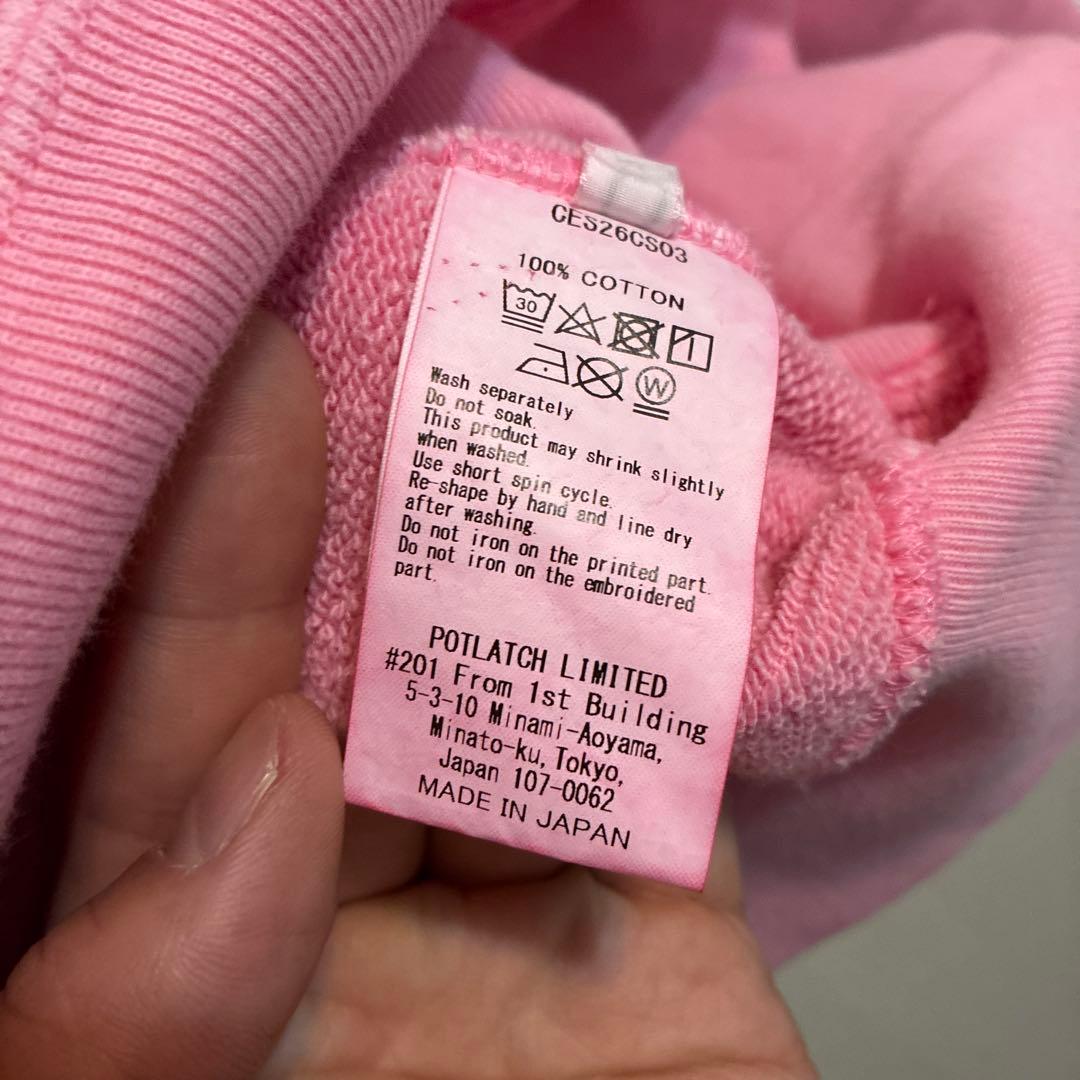 CES26CS03
100% COTTON
30
W
Wash separately
Do not soak.
This product may shrink slightly
when washed.
Use short spin cycle.
Re-shape by hand and line dry
after washing.
Do not iron on the printed part.
Do not iron on the embroidered
part.
POTLATCH LIMITED
#201 From 1st Building
5-3-10 Minami-Aoyama,
Minato-ku, Tokyo,
Japan 107-0062
MADE IN JAPAN